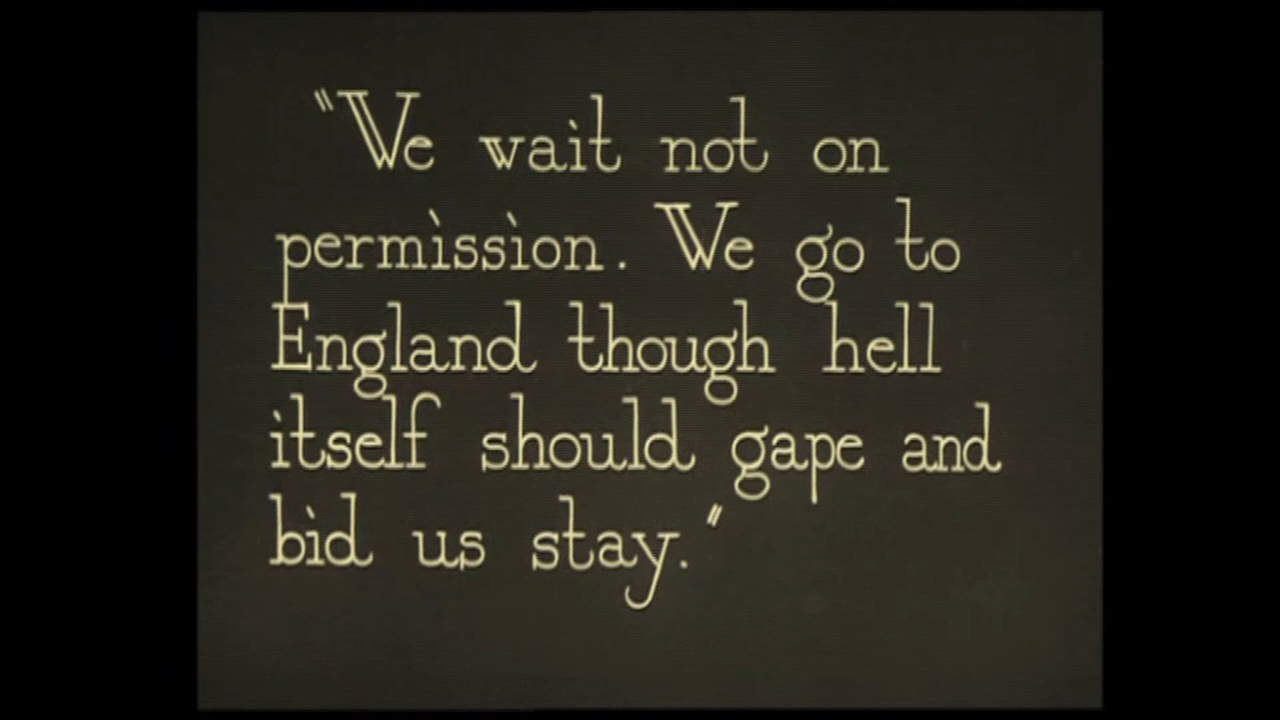 "We wait not on
permission. We go to
England though hell
itself should gape and
bid us stay."